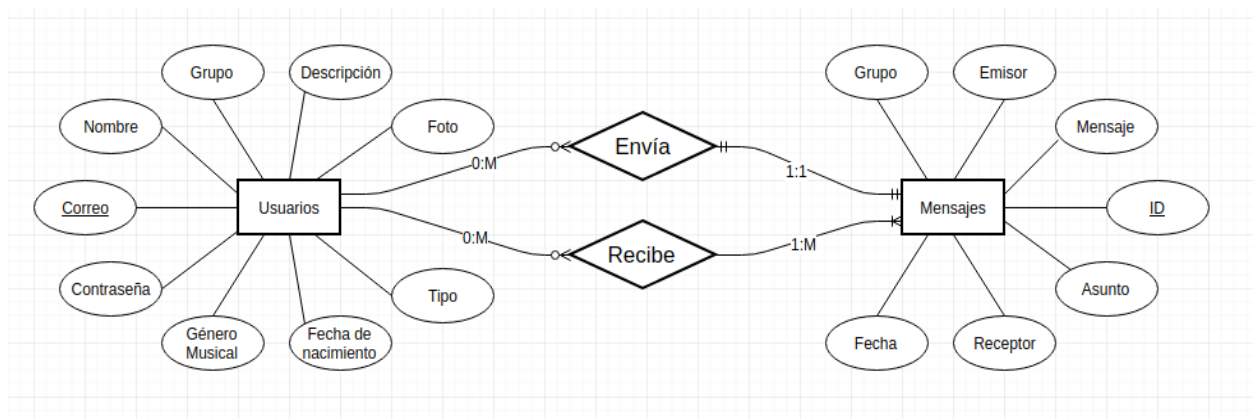 Grupo
Descripción
Nombre
Foto
Correo
Usuarios
Contraseña
Tipo
Género
Musical
Fecha de
nacimiento
0:M
Envía
1:1
0:M
Recibe
1:M
Grupo
Emisor
Mensaje
Mensajes
ID
Asunto
Fecha
Receptor